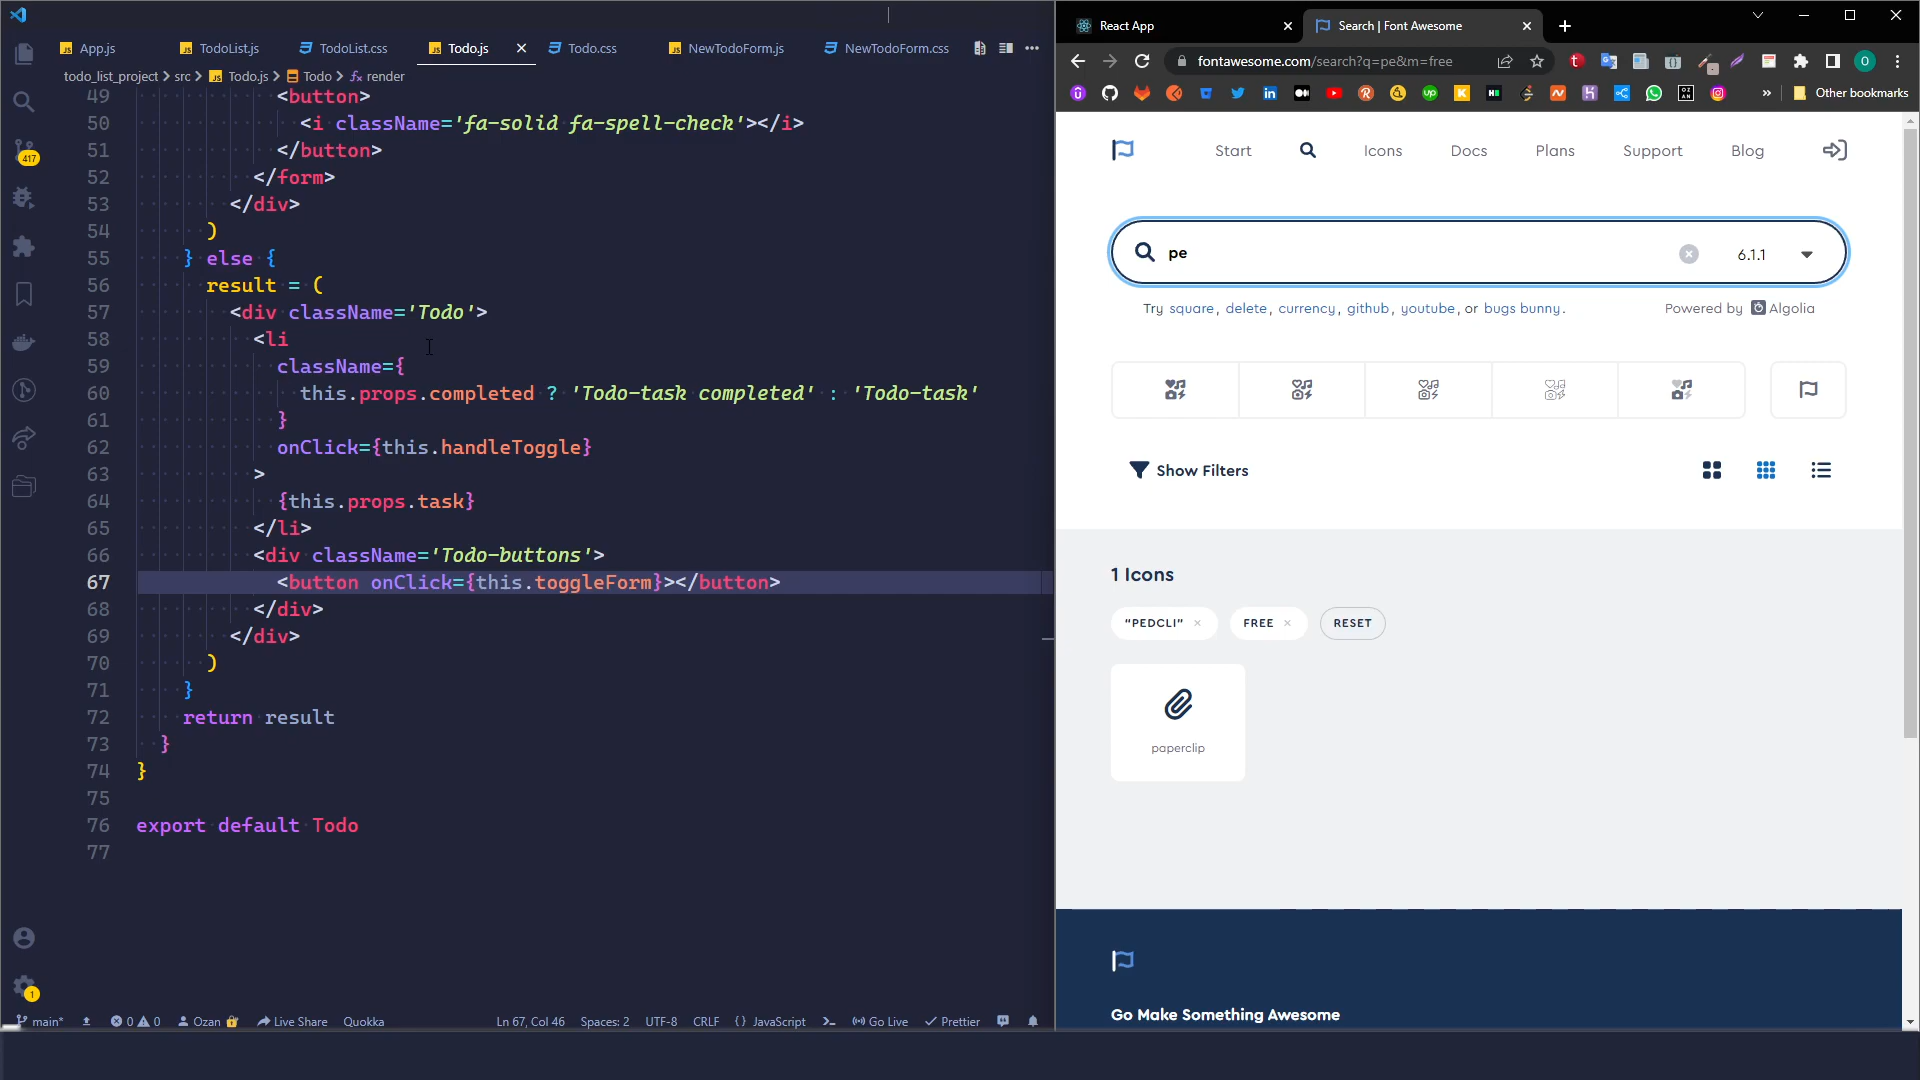 App.js
TodoList.js
TodoList.css
Todo.js
Todo.css
NewTodoForm.js
NewTodoForm.css
todo_list_project > src > Todo.js > Todo > render
49 <button>
50 <i className='fa-solid fa-spell-check'></i>
51 </button>
52 </form>
53 </div>
54 )
55 } else {
56 result = (
57 <div className='Todo'>
58 <li
59 className={
60 this.props.completed ? 'Todo-task completed' : 'Todo-task'
61 }
62 onClick={this.handleToggle}
63 >
64 {this.props.task}
65 </li>
66 <div className='Todo-buttons'>
67 <button onClick={this.toggleForm}></button>
68 </div>
69 </div>
70 )
71 }
72 return result
73 }
74 }
75
76 export default Todo
77
417
1
main*
0 0
Ozan
Live Share
Quokka
Ln 67, Col 46
Spaces: 2
UTF-8
CRLF
{ } JavaScript
Go Live
Prettier
React App
Search | Font Awesome
fontawesome.com/search?q=pe&m=free
Other bookmarks
Start
Icons
Docs
Plans
Support
Blog
pe
6.1.1
Try square, delete, currency, github, youtube, or bugs bunny.
Powered by Algolia
Show Filters
1 Icons
"PEDCLI" ×
FREE ×
RESET
paperclip
Go Make Something Awesome